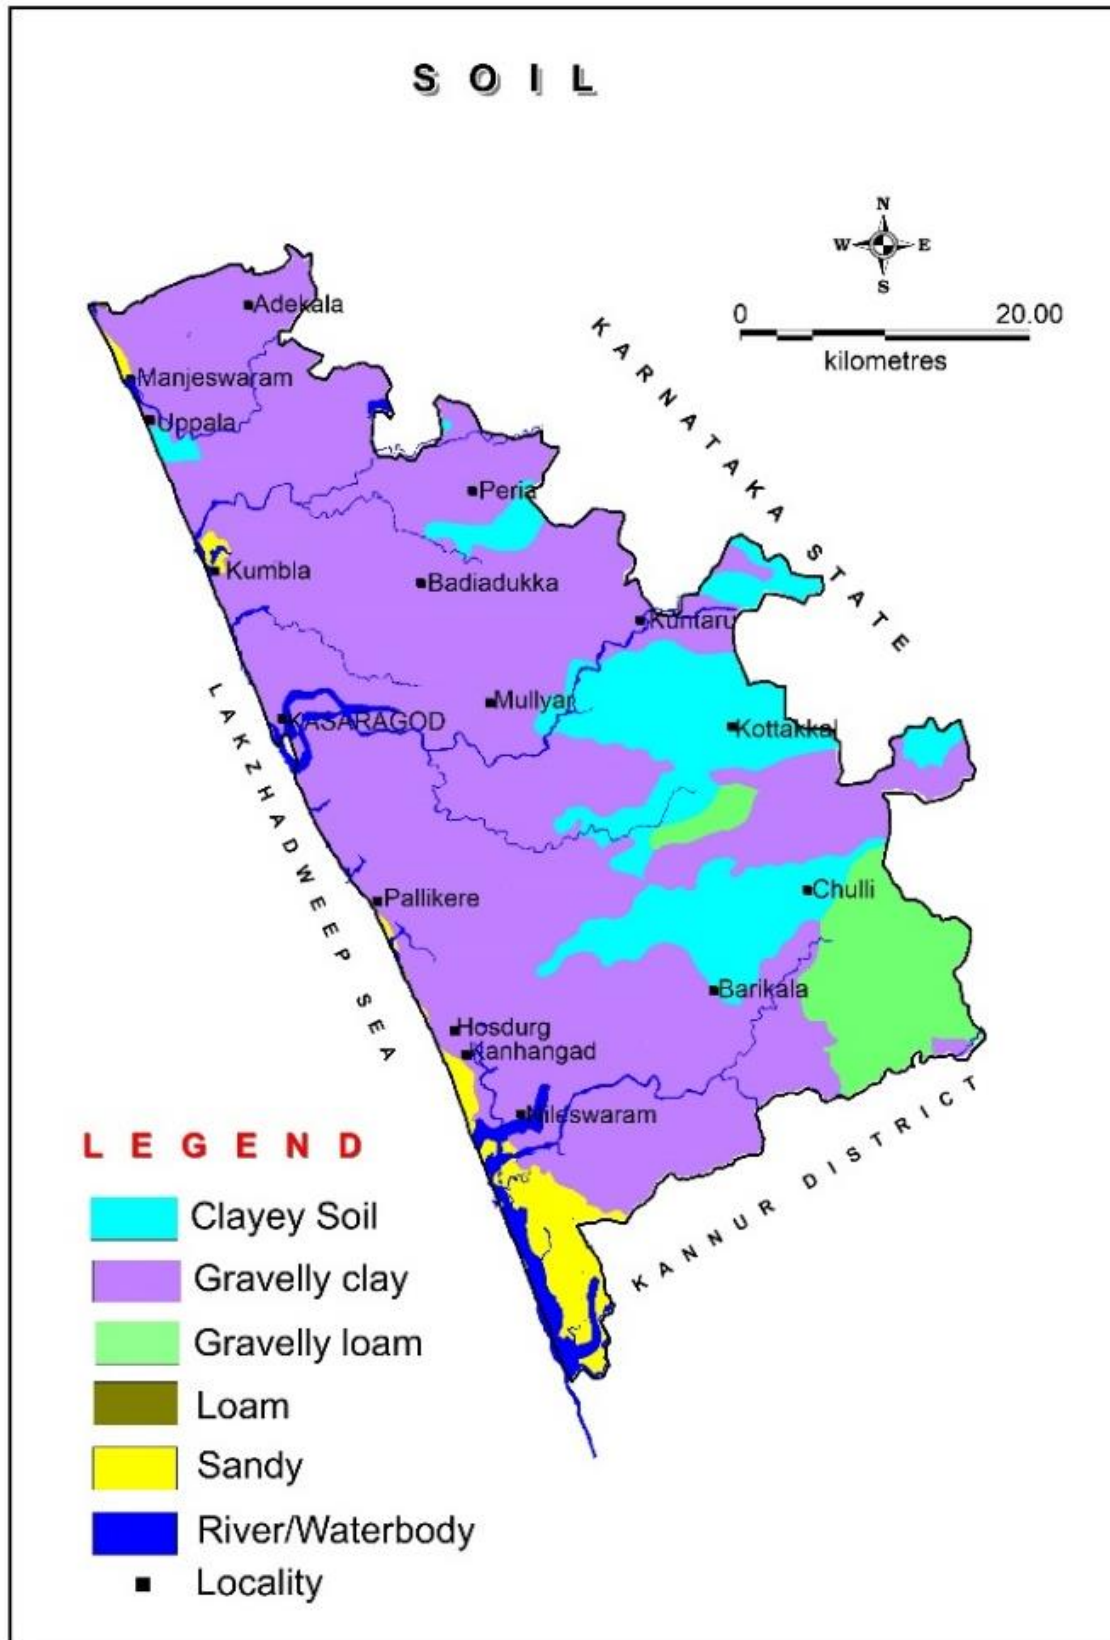 S O I L
N
W E
S
0 20.00
kilometres
KARNATAKA STATE
Adekala
Manjeswaram
Uppala
Peria
Kumbla
Badiadukka
Kuntaru
Mullyar
KASARAGOD
Kottakkal
LAKZHADWEEP SEA
Pallikere
Chulli
Barikala
Hosdurg
Kanhangad
Nileswaram
KANNUR DISTRICT
L E G E N D
Clayey Soil
Gravelly clay
Gravelly loam
Loam
Sandy
River/Waterbody
Locality